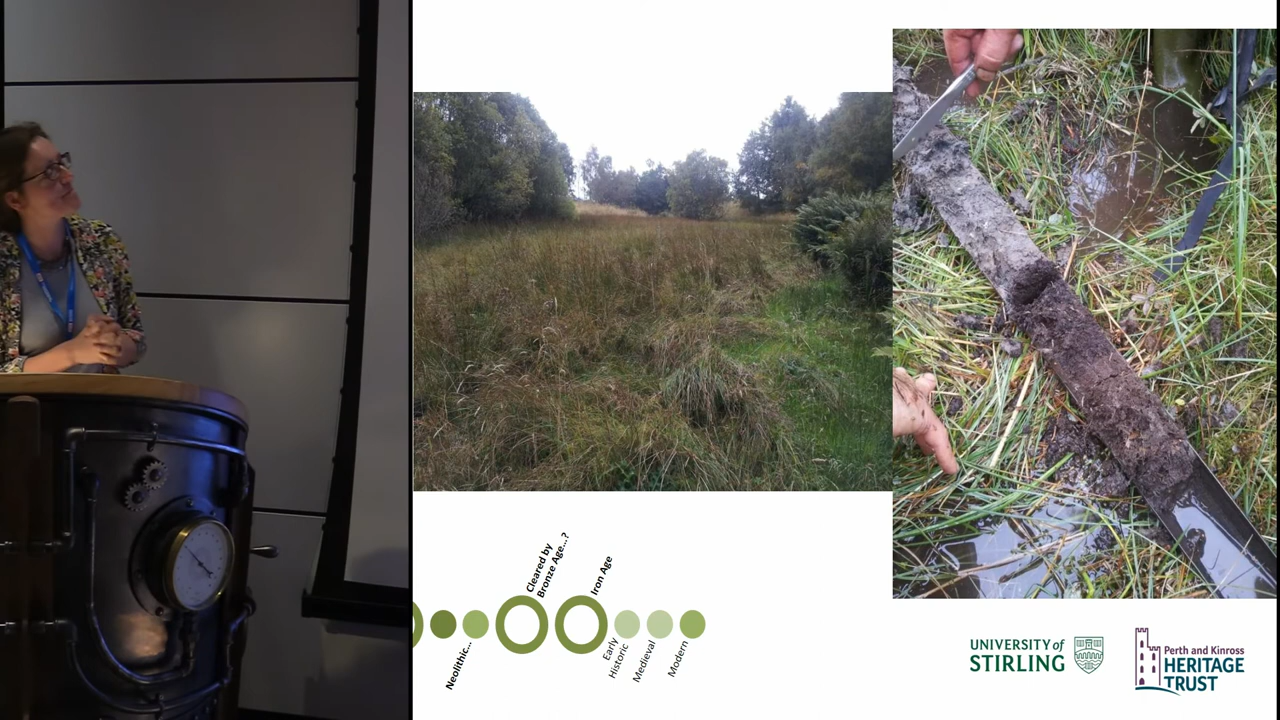 Cleared by
Bronze Age...?
Iron Age
Neolithic...
Early
Historic
Medieval
Modern
UNIVERSITY of
STIRLING
Perth and Kinross
HERITAGE
TRUST